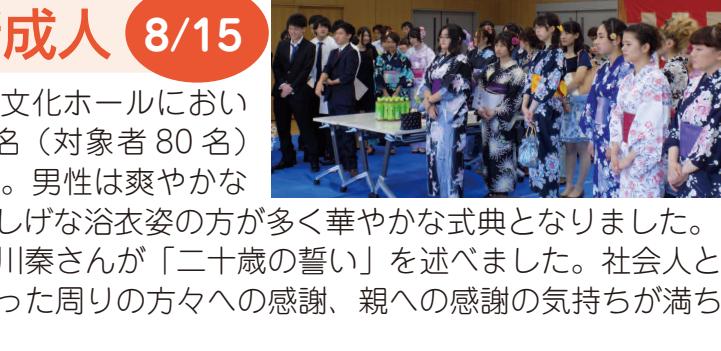 成人 8/15
文化ホールにおい
名（対象者 80 名）
。男性は爽やかな
しげな浴衣姿の方が多く華やかな式典となりました。
川秦さんが「二十歳の誓い」を述べました。社会人と
った周りの方々への感謝、親への感謝の気持ちが満ち